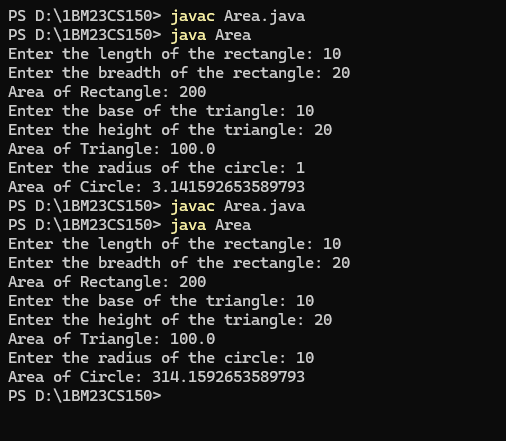 PS D:\1BM23CS150> javac Area.java
PS D:\1BM23CS150> java Area
Enter the length of the rectangle: 10
Enter the breadth of the rectangle: 20
Area of Rectangle: 200
Enter the base of the triangle: 10
Enter the height of the triangle: 20
Area of Triangle: 100.0
Enter the radius of the circle: 1
Area of Circle: 3.141592653589793
PS D:\1BM23CS150> javac Area.java
PS D:\1BM23CS150> java Area
Enter the length of the rectangle: 10
Enter the breadth of the rectangle: 20
Area of Rectangle: 200
Enter the base of the triangle: 10
Enter the height of the triangle: 20
Area of Triangle: 100.0
Enter the radius of the circle: 10
Area of Circle: 314.1592653589793
PS D:\1BM23CS150>